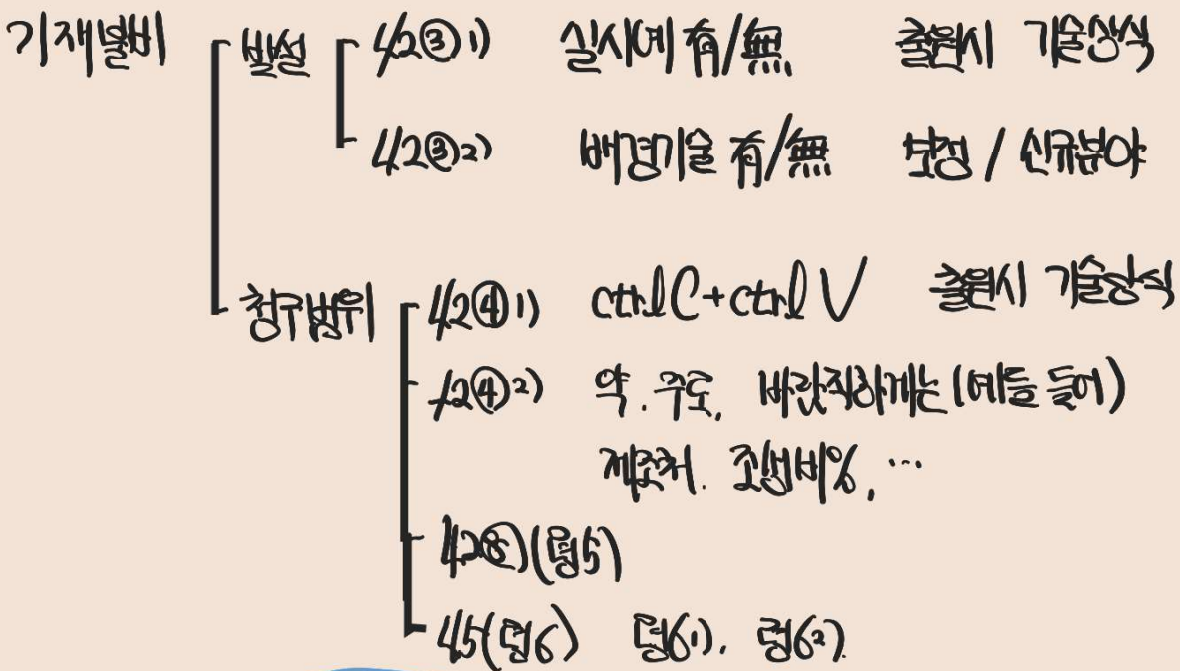 기재불비
발설 42③1) 실시예 有/無 출원시 기술상식
42③2) 배경기술 有/無 보정 / 신규분야
청구범위 42④1) ctrl C + ctrl V 출원시 기술상식
42④2) 약. 주로, 바람직하게는 (예를 들어)
제조처. 조성비%, …
42⑧)(령5)
45(령6) 령6①). 령6②).